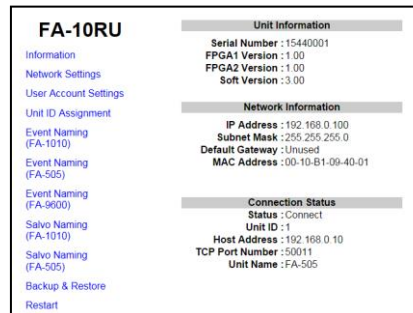 FA-10RU
Information
Network Settings
User Account Settings
Unit ID Assignment
Event Naming
(FA-1010)
Event Naming
(FA-505)
Event Naming
(FA-9600)
Salvo Naming
(FA-1010)
Salvo Naming
(FA-505)
Backup & Restore
Restart
Unit Information
Serial Number : 15440001
FPGA1 Version : 1.00
FPGA2 Version : 1.00
Soft Version : 3.00
Network Information
IP Address : 192.168.0.100
Subnet Mask : 255.255.255.0
Default Gateway : Unused
MAC Address : 00-10-B1-09-40-01
Connection Status
Status : Connect
Unit ID : 1
Host Address : 192.168.0.10
TCP Port Number : 50011
Unit Name : FA-505